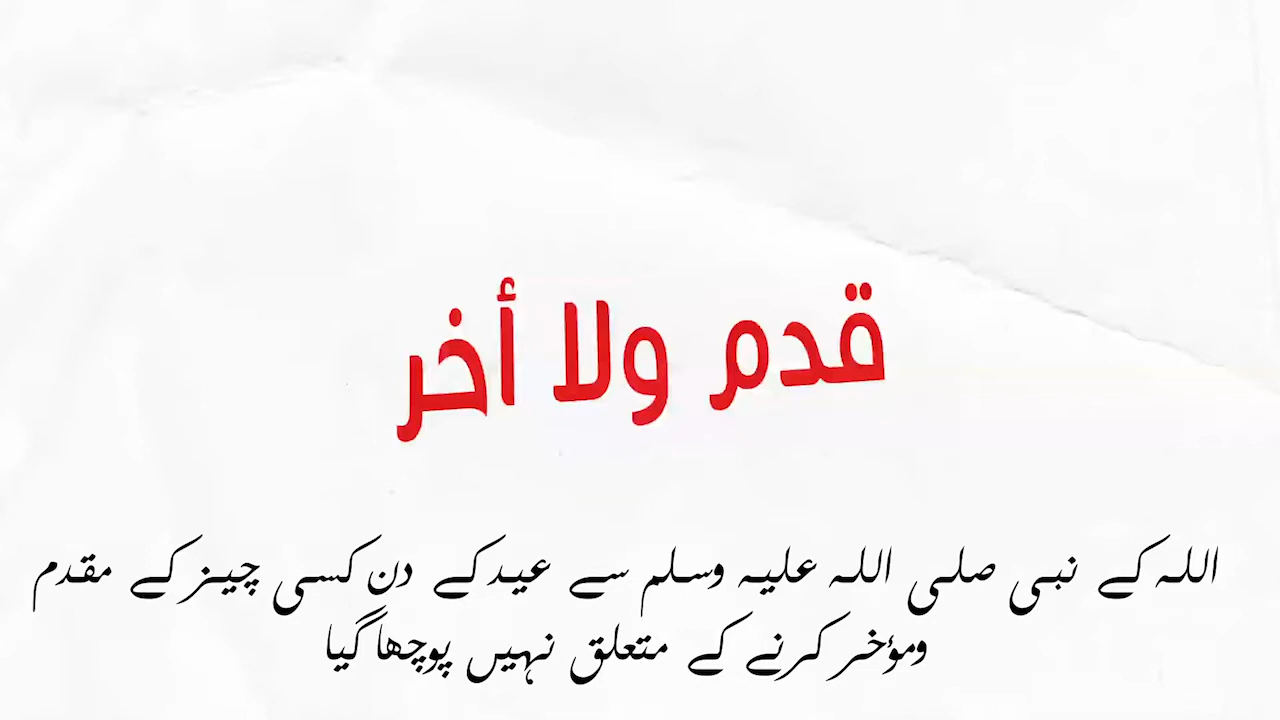 قدم ولا أخر
اللہ کے نبی صلی اللہ علیہ وسلم سے عید کے دن کسی چیز کے مقدم
ومؤخر کرنے کے متعلق نہیں پوچھا گیا